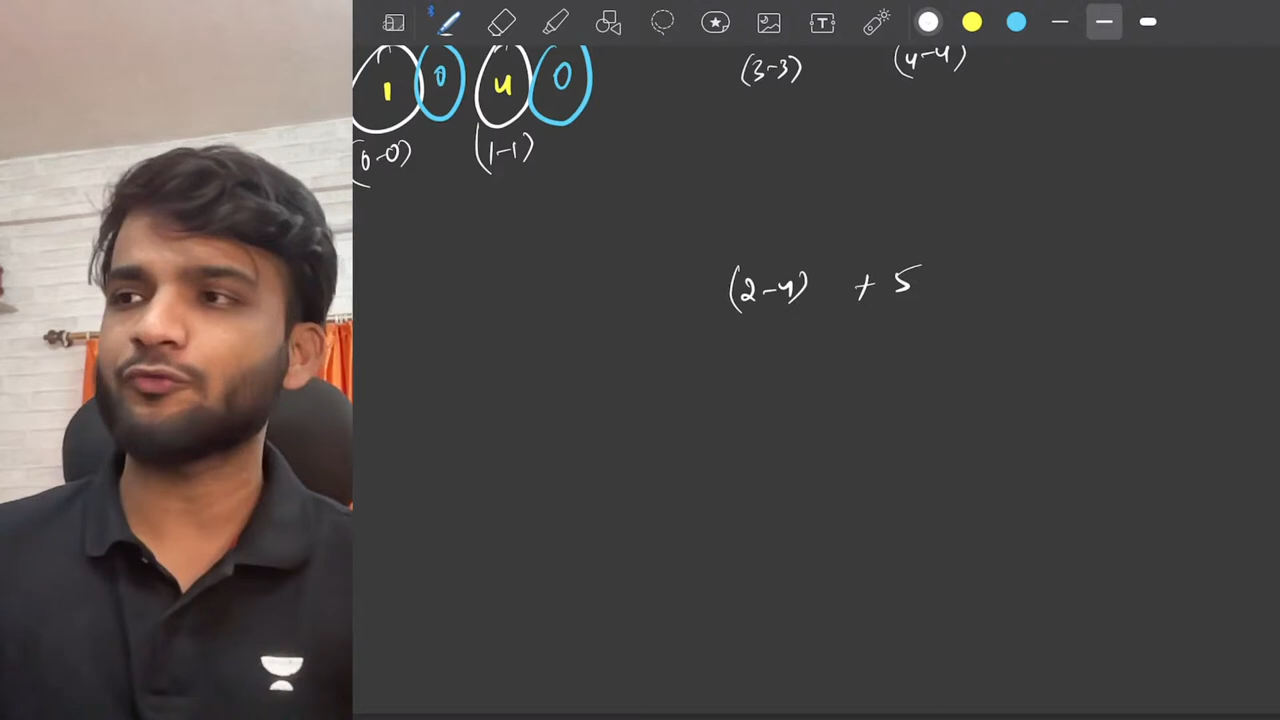 1 0 4 0
(3-3) (4-4)
(0-0) (1-1)
(2-4) + 5